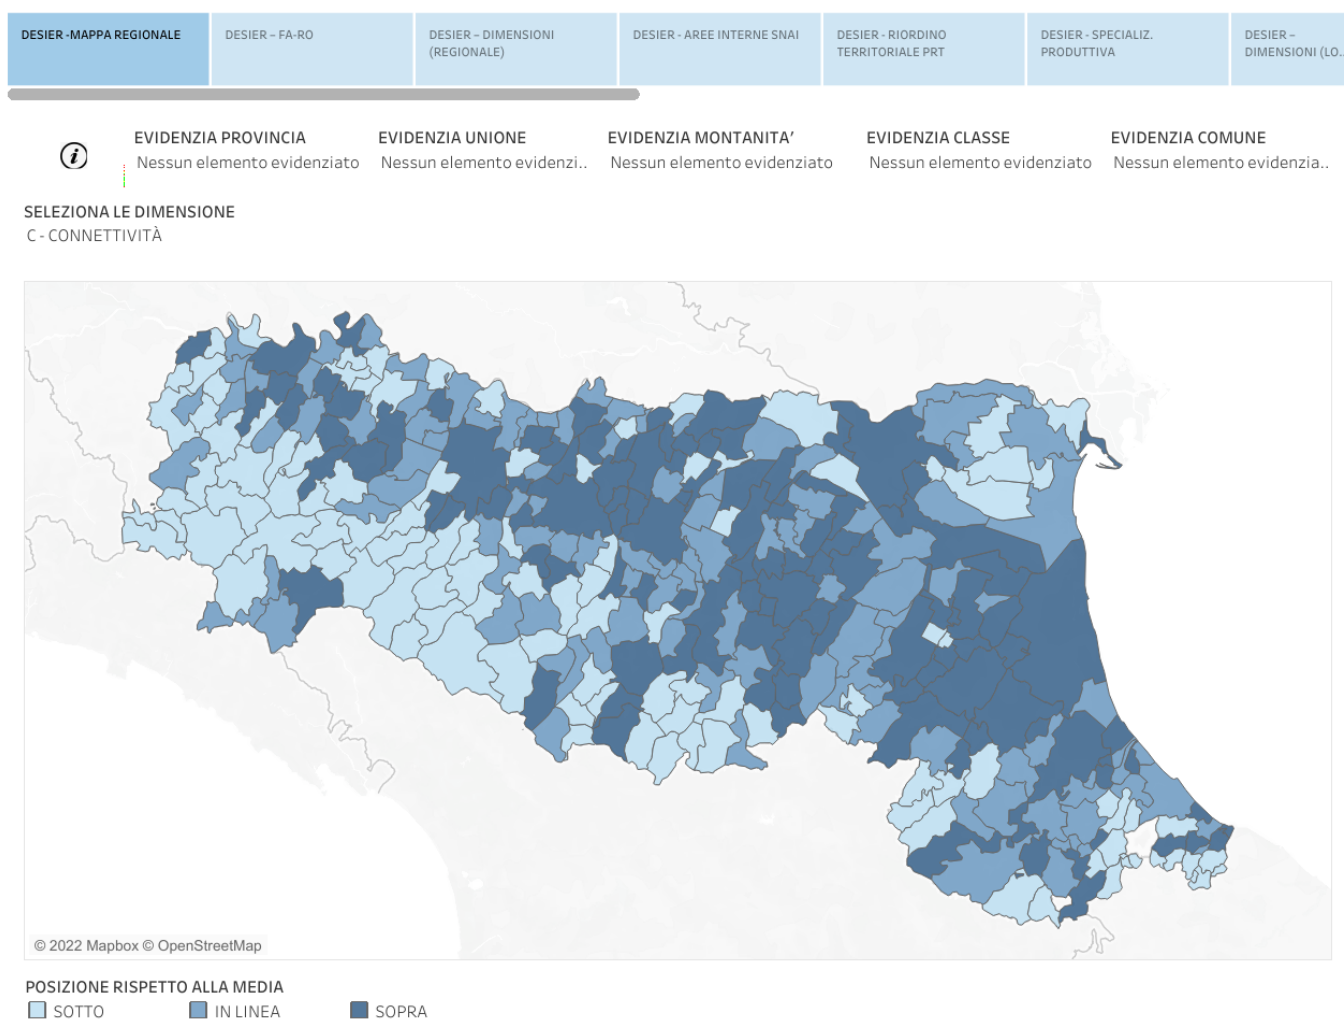 DESIER -MAPPA REGIONALE
DESIER – FA-RO
DESIER – DIMENSIONI
(REGIONALE)
DESIER - AREE INTERNE SNAI
DESIER - RIORDINO
TERRITORIALE PRT
DESIER - SPECIALIZ.
PRODUTTIVA
DESIER –
DIMENSIONI (LO..
EVIDENZIA PROVINCIA
Nessun elemento evidenziato
EVIDENZIA UNIONE
Nessun elemento evidenzi..
EVIDENZIA MONTANITA’
Nessun elemento evidenziato
EVIDENZIA CLASSE
Nessun elemento evidenziato
EVIDENZIA COMUNE
Nessun elemento evidenzia..
SELEZIONA LE DIMENSIONE
C - CONNETTIVITÀ
© 2022 Mapbox © OpenStreetMap
POSIZIONE RISPETTO ALLA MEDIA
SOTTO
IN LINEA
SOPRA